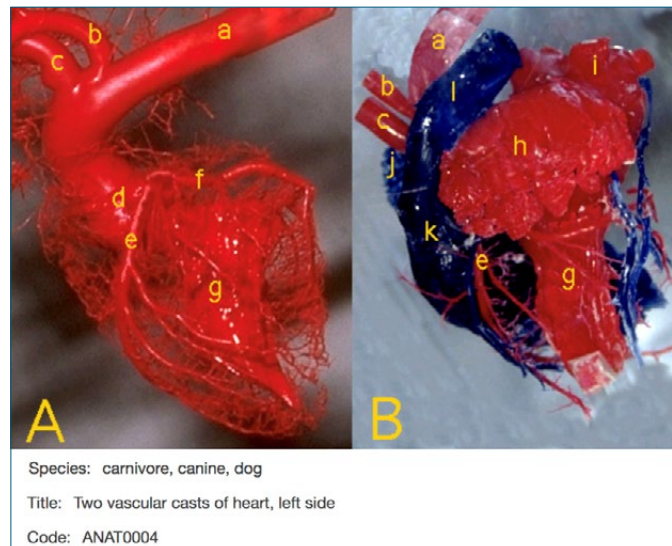 b
a
c
d
f
e
g
A
a
b
l
i
c
h
j
k
e
g
B
Species: carnivore, canine, dog
Title: Two vascular casts of heart, left side
Code: ANAT0004